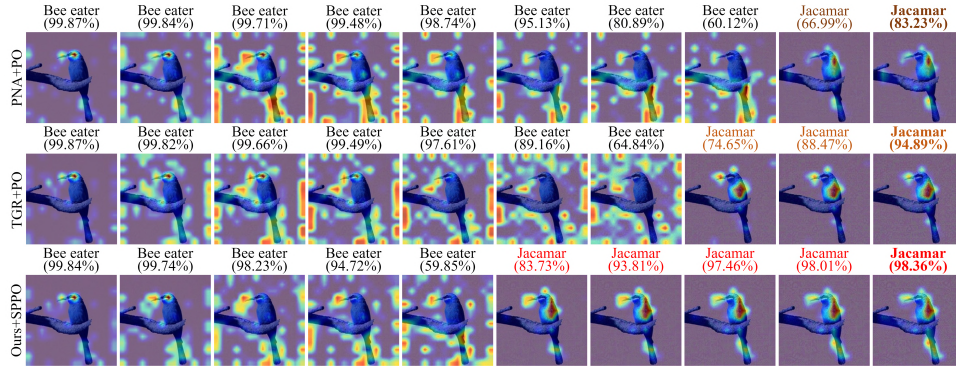 Bee eater Bee eater Bee eater Bee eater Bee eater Bee eater Bee eater Bee eater Jacamar Jacamar
(99.87%) (99.84%) (99.71%) (99.48%) (98.74%) (95.13%) (80.89%) (60.12%) (66.99%) (83.23%)
PNA+PO
Bee eater Bee eater Bee eater Bee eater Bee eater Bee eater Bee eater Jacamar Jacamar Jacamar
(99.87%) (99.82%) (99.66%) (99.49%) (97.61%) (89.16%) (64.84%) (74.65%) (88.47%) (94.89%)
TGR+PO
Bee eater Bee eater Bee eater Bee eater Bee eater Jacamar Jacamar Jacamar Jacamar Jacamar
(99.84%) (99.74%) (98.23%) (94.72%) (59.85%) (83.73%) (93.81%) (97.46%) (98.01%) (98.36%)
Ours+SPPO